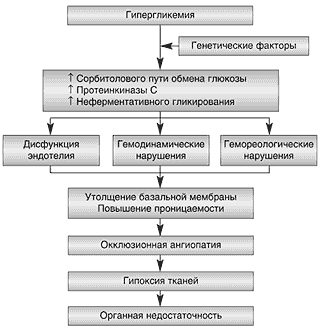 Гипергликемия
Генетические факторы
↑ Сорбитолового пути обмена глюкозы
↑ Протеинкиназы С
↑ Неферментативного гликирования
Дисфункция
эндотелия
Гемодинамические
нарушения
Гемореологические
нарушения
Утолщение базальной мембраны
Повышение проницаемости
Окклюзионная ангиопатия
Гипоксия тканей
Органная недостаточность